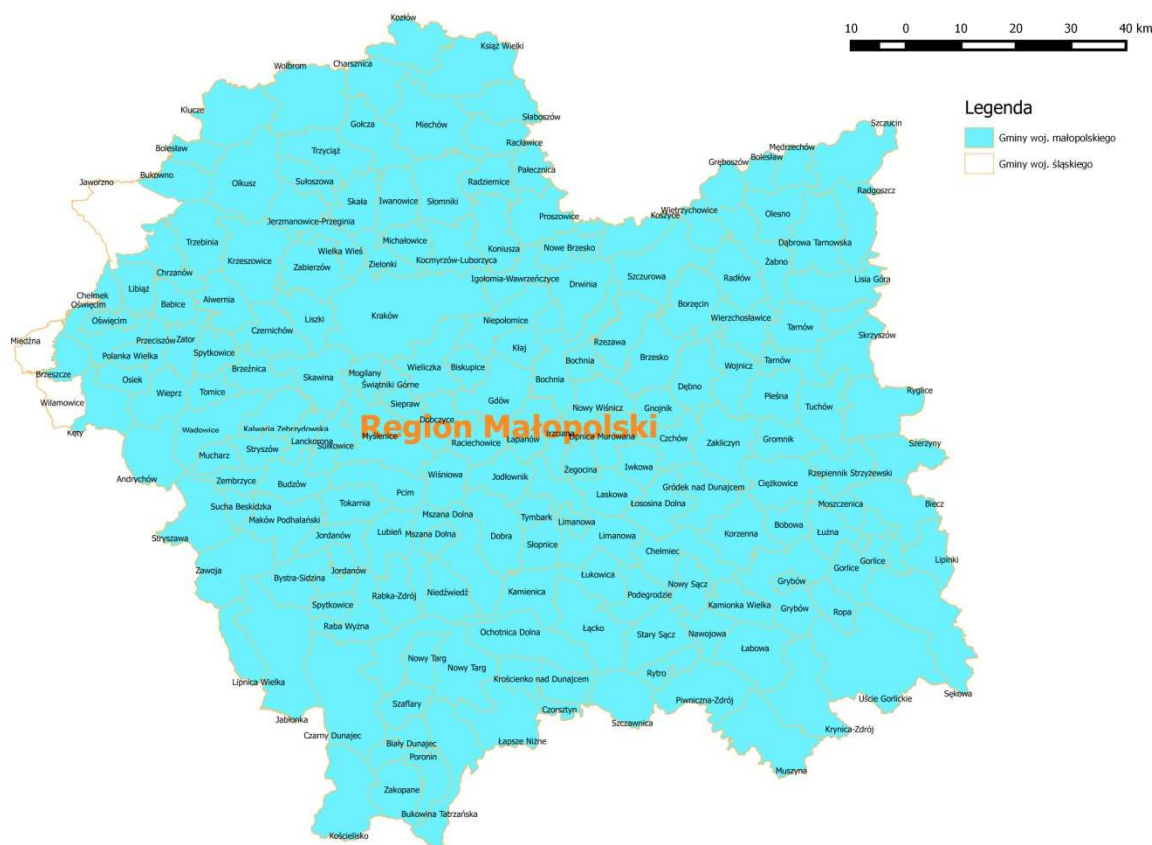 Kozłów
10 0 10 20 30 40 km
Książ Wielki
Wolbrom
Charsznica
Legenda
Klucze
Słaboszów
Szczucin
Gołcza
Miechów
Gminy woj. małopolskiego
Racławice
Mędrzechów
Bolesław
Trzyciąż
Bolesław
Gręboszów
Gminy woj. śląskiego
Pałecznica
Bukowno
Jaworzno
Olkusz
Sułoszowa
Radziemice
Radgoszcz
Skała
Iwanowice
Słomniki
Wietrzychowice
Koszyce
Olesno
Proszowice
Jerzmanowice-Przeginia
Trzebinia
Michałowice
Dąbrowa Tarnowska
Wielka Wieś
Koniusza
Nowe Brzesko
Krzeszowice
Zabierzów
Zielonki
Kocmyrzów-Luborzyca
Żabno
Chrzanów
Igołomia-Wawrzeńczyce
Szczurowa
Radłów
Lisia Góra
Drwinia
Libiąż
Chełmek
Oświęcim
Babice
Alwernia
Borzęcin
Liszki
Kraków
Wierzchosławice
Oświęcim
Niepołomice
Czernichów
Tarnów
Skrzyszów
Miedźna
Przeciszów
Zator
Rzezawa
Kłaj
Polanka Wielka
Spytkowice
Brzesko
Bochnia
Tarnów
Wojnicz
Brzeźnica
Mogilany
Wieliczka
Biskupice
Brzeszcze
Osiek
Skawina
Bochnia
Świątniki Górne
Dębno
Ryglice
Wieprz
Tomice
Pleśna
Wilamowice
Siepraw
Gdów
Nowy Wiśnicz
Gnojnik
Tuchów
Dobczyce
Region Małopolski
Kęty
Wadowice
Kalwaria Zebrzydowska
Lanckorona
Myślenice
Raciechowice
Łapanów
Trzciana
Lipnica Murowana
Czchów
Zakliczyn
Gromnik
Szerzyny
Stryszów
Sułkowice
Mucharz
Andrychów
Zembrzyce
Budzów
Wiśniowa
Jodłownik
Żegocina
Iwkowa
Rzepiennik Strzyżewski
Ciężkowice
Gródek nad Dunajcem
Pcim
Laskowa
Sucha Beskidzka
Tokarnia
Łososina Dolna
Moszczenica
Biecz
Maków Podhalański
Mszana Dolna
Tymbark
Limanowa
Bobowa
Stryszawa
Jordanów
Lubień
Mszana Dolna
Dobra
Limanowa
Korzenna
Łużna
Słopnice
Chełmiec
Zawoja
Jordanów
Lipinki
Gorlice
Gorlice
Bystra-Sidzina
Łukowica
Nowy Sącz
Grybów
Rabka-Zdrój
Niedźwiedź
Kamienica
Podegrodzie
Spytkowice
Kamionka Wielka
Grybów
Ropa
Raba Wyżna
Ochotnica Dolna
Łącko
Stary Sącz
Nawojowa
Łabowa
Nowy Targ
Nowy Targ
Rytro
Lipnica Wielka
Krościenko nad Dunajcem
Sękowa
Uście Gorlickie
Piwniczna-Zdrój
Szaflary
Czorsztyn
Jabłonka
Szczawnica
Krynica-Zdrój
Czarny Dunajec
Biały Dunajec
Łapsze Niżne
Poronin
Muszyna
Zakopane
Bukowina Tatrzańska
Kościelisko